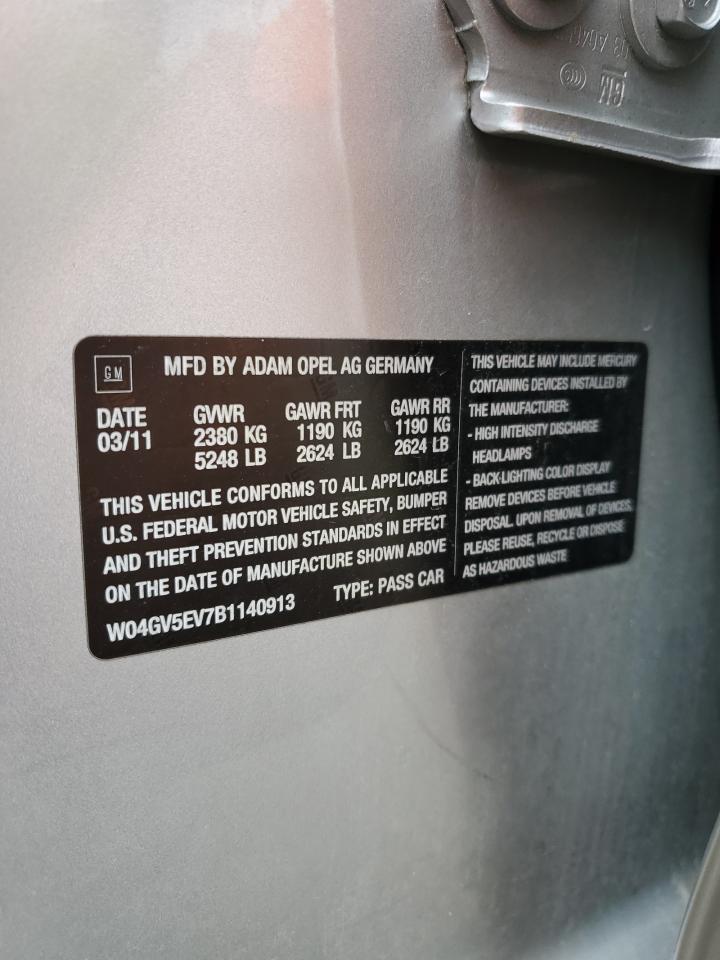 GM
GM
MFD BY ADAM OPEL AG GERMANY
DATE
03/11
GVWR
2380 KG
5248 LB
GAWR FRT
1190 KG
2624 LB
GAWR RR
1190 KG
2624 LB
THIS VEHICLE CONFORMS TO ALL APPLICABLE
U.S. FEDERAL MOTOR VEHICLE SAFETY, BUMPER
AND THEFT PREVENTION STANDARDS IN EFFECT
ON THE DATE OF MANUFACTURE SHOWN ABOVE
W04GV5EV7B1140913
TYPE: PASS CAR
THIS VEHICLE MAY INCLUDE MERCURY
CONTAINING DEVICES INSTALLED BY
THE MANUFACTURER:
- HIGH INTENSITY DISCHARGE
HEADLAMPS
- BACK-LIGHTING COLOR DISPLAY
REMOVE DEVICES BEFORE VEHICLE
DISPOSAL. UPON REMOVAL OF DEVICES,
PLEASE REUSE, RECYCLE OR DISPOSE
AS HAZARDOUS WASTE